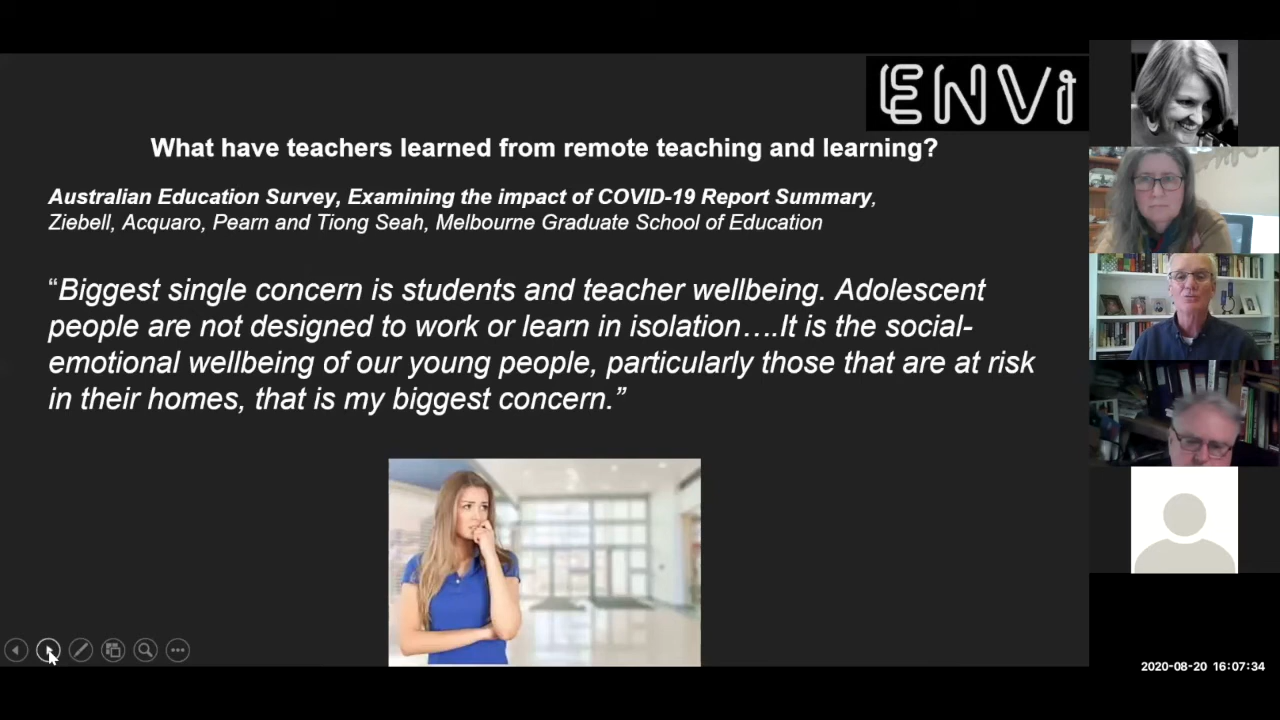 ENVi
What have teachers learned from remote teaching and learning?
Australian Education Survey, Examining the impact of COVID-19 Report Summary,
Ziebell, Acquaro, Pearn and Tiong Seah, Melbourne Graduate School of Education
“Biggest single concern is students and teacher wellbeing. Adolescent
people are not designed to work or learn in isolation….It is the social-
emotional wellbeing of our young people, particularly those that are at risk
in their homes, that is my biggest concern.”
2020-08-20 16:07:34